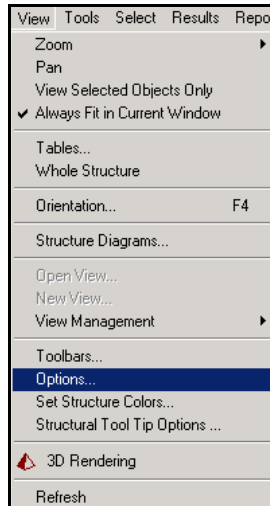 View Tools Select Results Repo
Zoom
Pan
View Selected Objects Only
Always Fit in Current Window
Tables...
Whole Structure
Orientation... F4
Structure Diagrams...
Open View...
New View...
View Management
Toolbars...
Options...
Set Structure Colors...
Structural Tool Tip Options ...
3D Rendering
Refresh